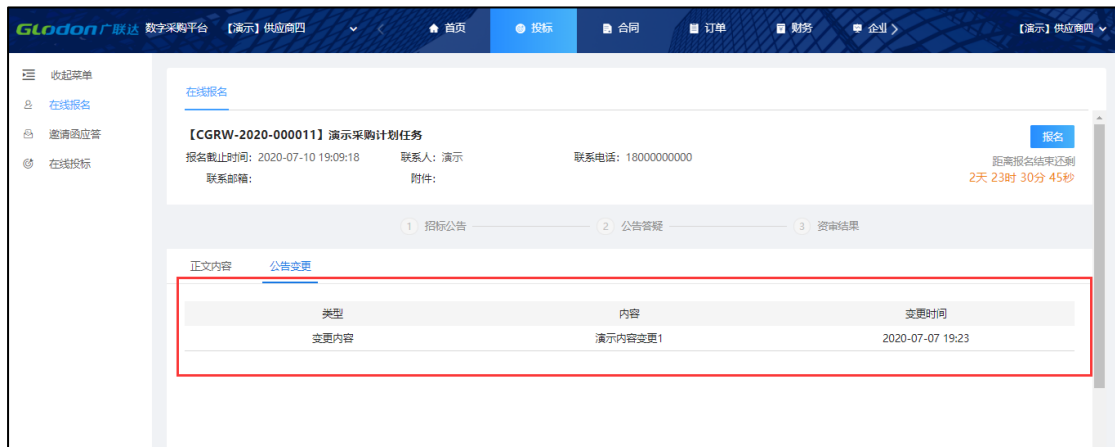 GLodon广联达 数字采购平台 【演示】供应商四 首页 投标 合同 订单 财务 企业 【演示】供应商四
收起菜单
在线报名
邀请函应答
在线投标
在线报名
【CGRW-2020-000011】演示采购计划任务
报名
报名截止时间：2020-07-10 19:09:18 联系人：演示 联系电话：18000000000
距离报名结束还剩
联系邮箱： 附件：
2天 23时 30分 45秒
1 招标公告 2 公告答疑 3 资审结果
正文内容 公告变更
类型 内容 变更时间
变更内容 演示内容变更1 2020-07-07 19:23